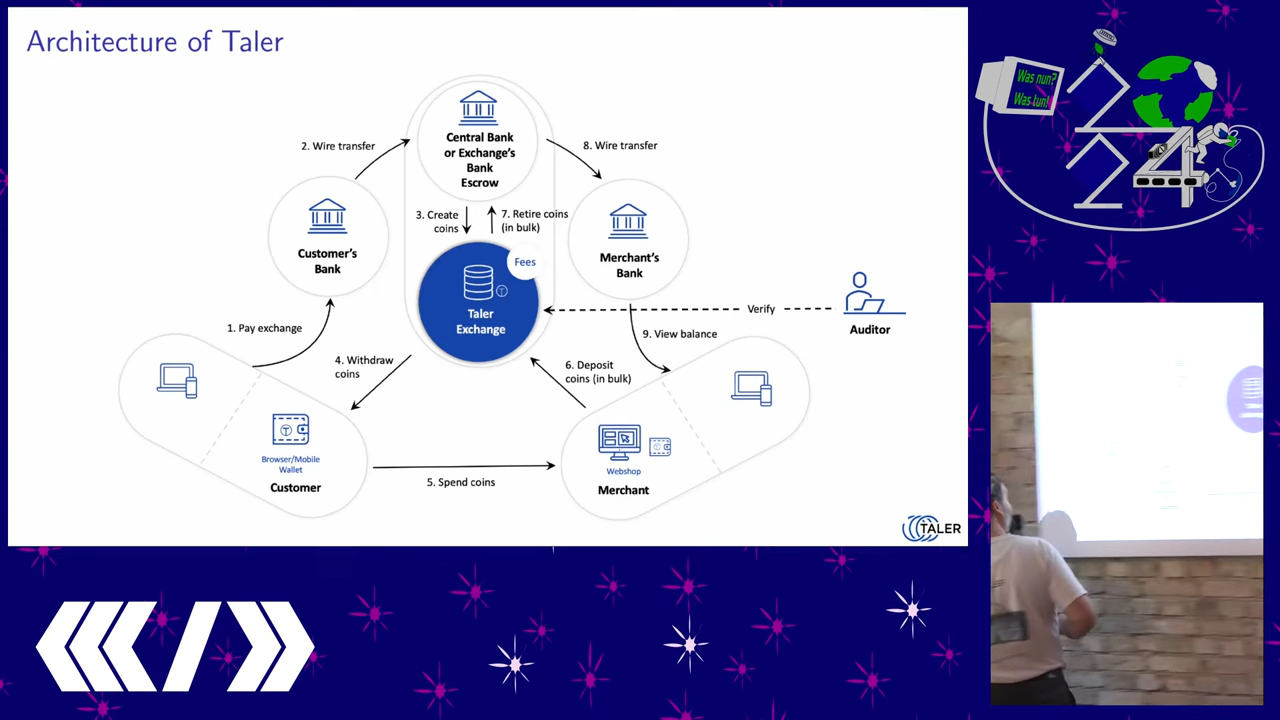 Architecture of Taler
Central Bank
or Exchange's
Bank
Escrow
2. Wire transfer
8. Wire transfer
3. Create
coins
7. Retire coins
(in bulk)
Customer's
Bank
Merchant's
Bank
Fees
Taler
Exchange
Verify
Auditor
1. Pay exchange
9. View balance
4. Withdraw
coins
6. Deposit
coins (in bulk)
Browser/Mobile
Wallet
Customer
5. Spend coins
Webshop
Merchant
TALER
Was nun?
Was tun!
2024